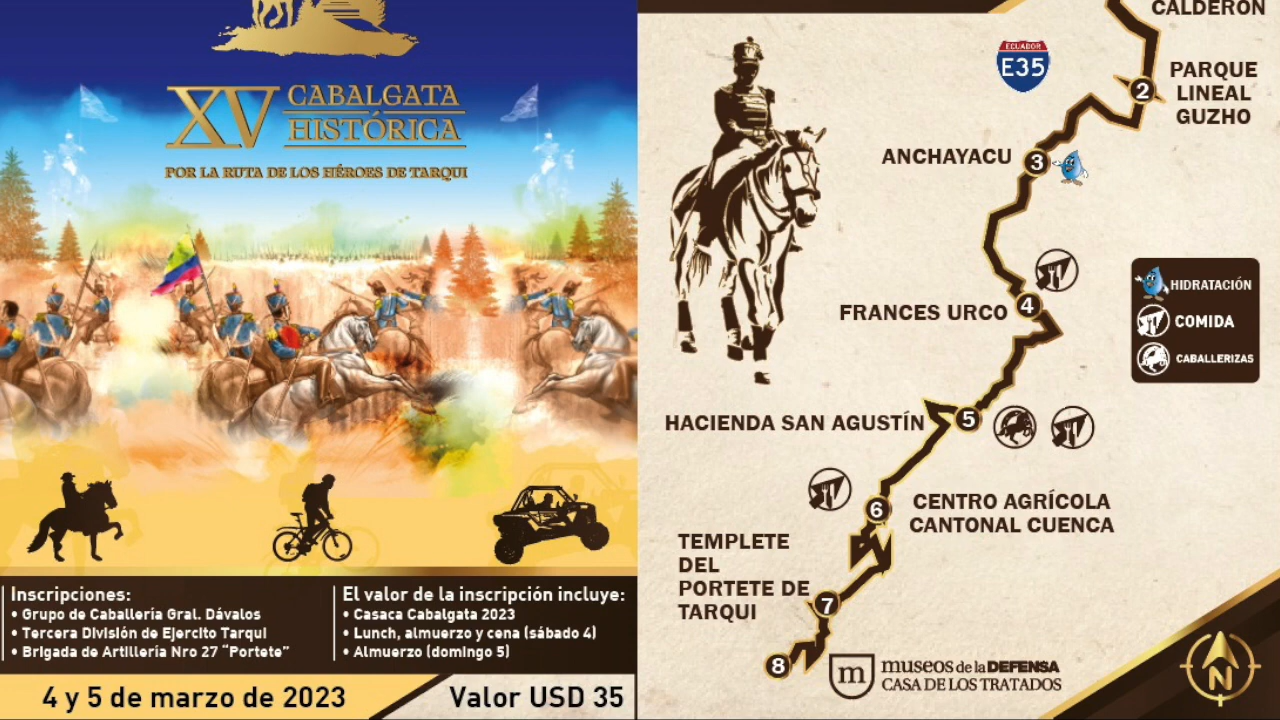 XV CABALGATA
HISTÓRICA
POR LA RUTA DE LOS HÉROES DE TARQUI
Inscripciones:
• Grupo de Caballería Gral. Dávalos
• Tercera División de Ejercito Tarqui
• Brigada de Artillería Nro 27 “Portete”
El valor de la inscripción incluye:
• Casaca Cabalgata 2023
• Lunch, almuerzo y cena (sábado 4)
• Almuerzo (domingo 5)
4 y 5 de marzo de 2023
Valor USD 35
CALDERÓN
ECUADOR
E35
2
PARQUE
LINEAL
GUZHO
ANCHAYACU
3
FRANCES URCO
4
HIDRATACIÓN
COMIDA
CABALLERIZAS
HACIENDA SAN AGUSTÍN
5
6
CENTRO AGRÍCOLA
CANTONAL CUENCA
TEMPLETE
DEL
PORTETE DE
TARQUI
7
8
m
museos de la DEFENSA
CASA DE LOS TRATADOS
N